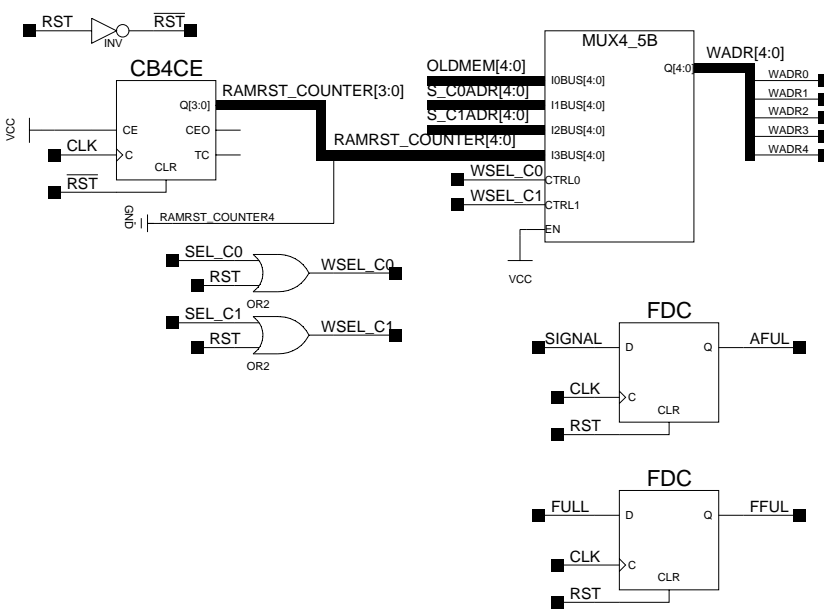 RST
RST
INV
CB4CE
Q[3:0]
CE
CEO
C
TC
CLR
VCC
CLK
RST
GND
RAMRST_COUNTER[3:0]
RAMRST_COUNTER[4:0]
RAMRST_COUNTER4
MUX4_5B
OLDMEM[4:0]
S_C0ADR[4:0]
S_C1ADR[4:0]
WSEL_C0
WSEL_C1
I0BUS[4:0]
I1BUS[4:0]
I2BUS[4:0]
I3BUS[4:0]
CTRL0
CTRL1
EN
VCC
Q[4:0]
WADR[4:0]
WADR0
WADR1
WADR2
WADR3
WADR4
SEL_C0
RST
WSEL_C0
OR2
SEL_C1
RST
WSEL_C1
OR2
FDC
SIGNAL
D
Q
AFUL
CLK
C
CLR
RST
FDC
FULL
D
Q
FFUL
CLK
C
CLR
RST